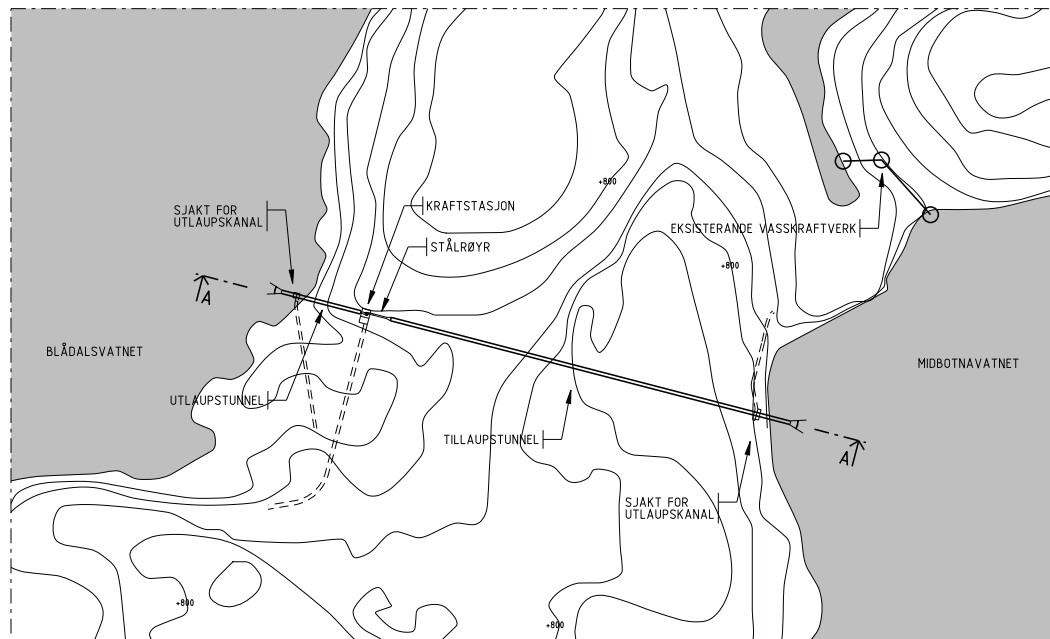 +800
KRAFTSTASJON
SJAKT FOR
UTLAUPSKANAL
EKSISTERANDE VASSKRAFTVERK
STÅLRØYR
+800
A
BLÅDALSVATNET
MIDBOTNAVATNET
UTLAUPSTUNNEL
TILLAUPSTUNNEL
A
SJAKT FOR
UTLAUPSKANAL
+800
+800